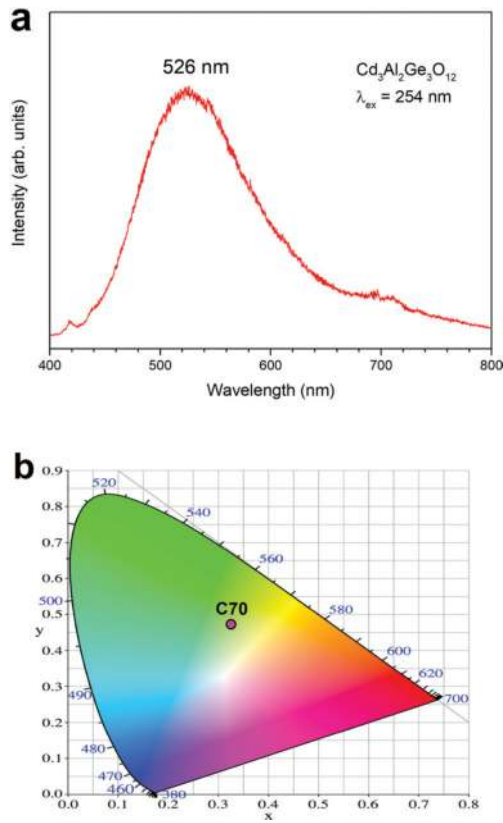 a
526 nm
Cd₃Al₂Ge₃O₁₂
λex = 254 nm
Intensity (arb. units)
400 500 600 700 800
Wavelength (nm)
b
0.9
0.8
0.7
0.6
0.5
y
0.4
0.3
0.2
0.1
0.0
520
540
560
500
C70
580
600
620
490
700
480
470
460
380
0.0 0.1 0.2 0.3 0.4 0.5 0.6 0.7 0.8
x